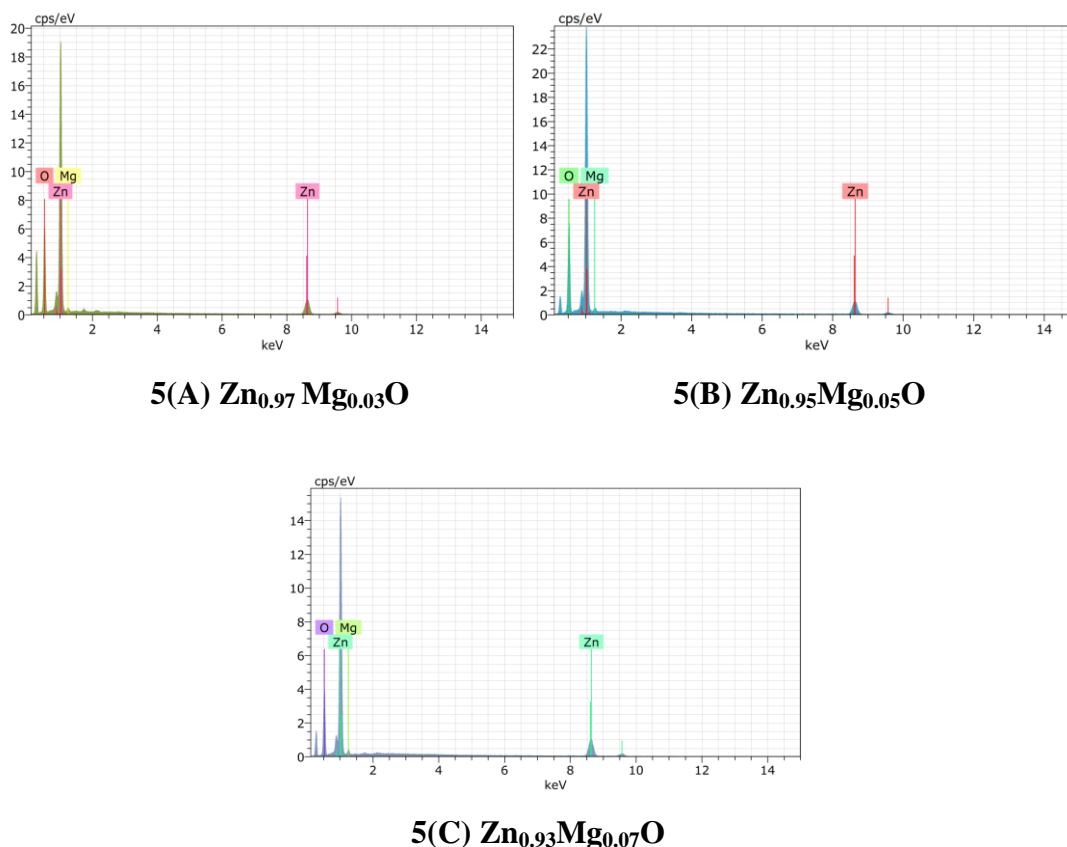 cps/eV
20
18
16
14
12
10
8
6
4
2
0
O Mg
Zn Zn
2 4 6 8 10 12 14
keV
5(A) Zn₀.₉₇ Mg₀.₀₃O
cps/eV
22
20
18
16
14
12
10
8
6
4
2
0
O Mg
Zn Zn
2 4 6 8 10 12 14
keV
5(B) Zn₀.₉₅Mg₀.₀₅O
cps/eV
14
12
10
8
6
4
2
0
O Mg
Zn Zn
2 4 6 8 10 12 14
keV
5(C) Zn₀.₉₃Mg₀.₀₇O